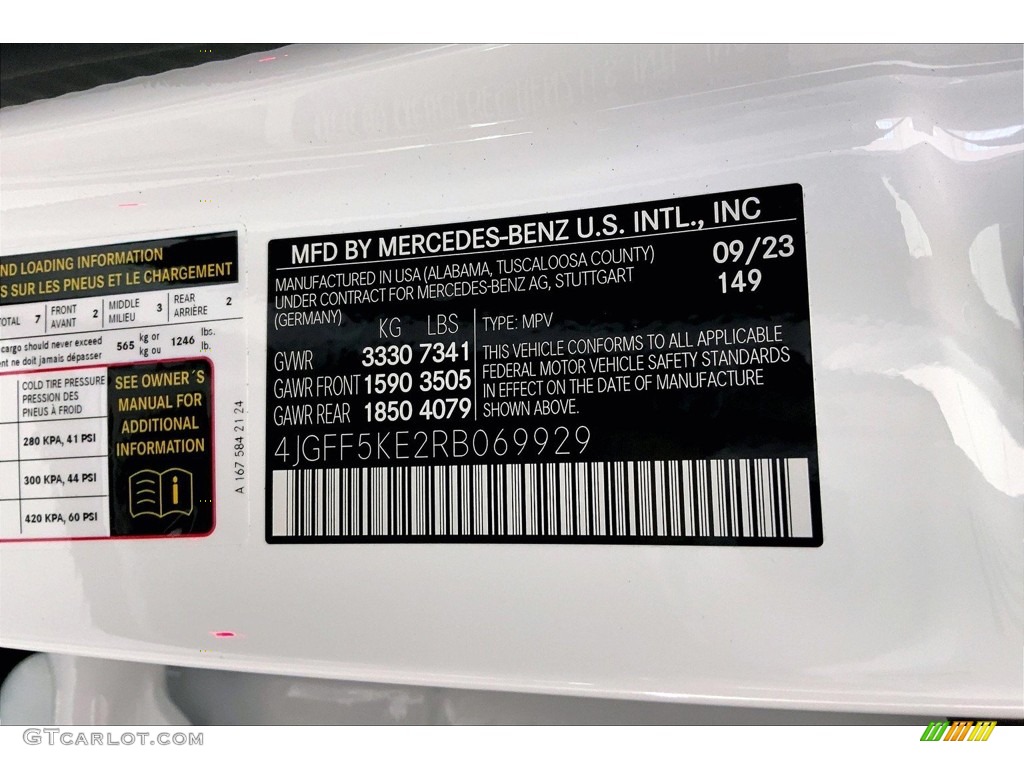 ND LOADING INFORMATION
S SUR LES PNEUS ET LE CHARGEMENT
OTAL 7 FRONT AVANT 2 MIDDLE MILIEU 3 REAR ARRIÈRE 2
cargo should never exceed 565 kg or 1246 lbs.
nt ne doit jamais dépasser kg ou lb.
COLD TIRE PRESSURE
PRESSION DES
PNEUS À FROID
280 KPA, 41 PSI
300 KPA, 44 PSI
420 KPA, 60 PSI
SEE OWNER´S
MANUAL FOR
ADDITIONAL
INFORMATION
i
A 167 584 21 24
MFD BY MERCEDES-BENZ U.S. INTL., INC
MANUFACTURED IN USA (ALABAMA, TUSCALOOSA COUNTY)
UNDER CONTRACT FOR MERCEDES-BENZ AG, STUTTGART
(GERMANY)
09/23
149
KG LBS
GVWR 3330 7341
GAWR FRONT 1590 3505
GAWR REAR 1850 4079
TYPE: MPV
THIS VEHICLE CONFORMS TO ALL APPLICABLE
FEDERAL MOTOR VEHICLE SAFETY STANDARDS
IN EFFECT ON THE DATE OF MANUFACTURE
SHOWN ABOVE.
4JGFF5KE2RB069929
GTCarlot.com